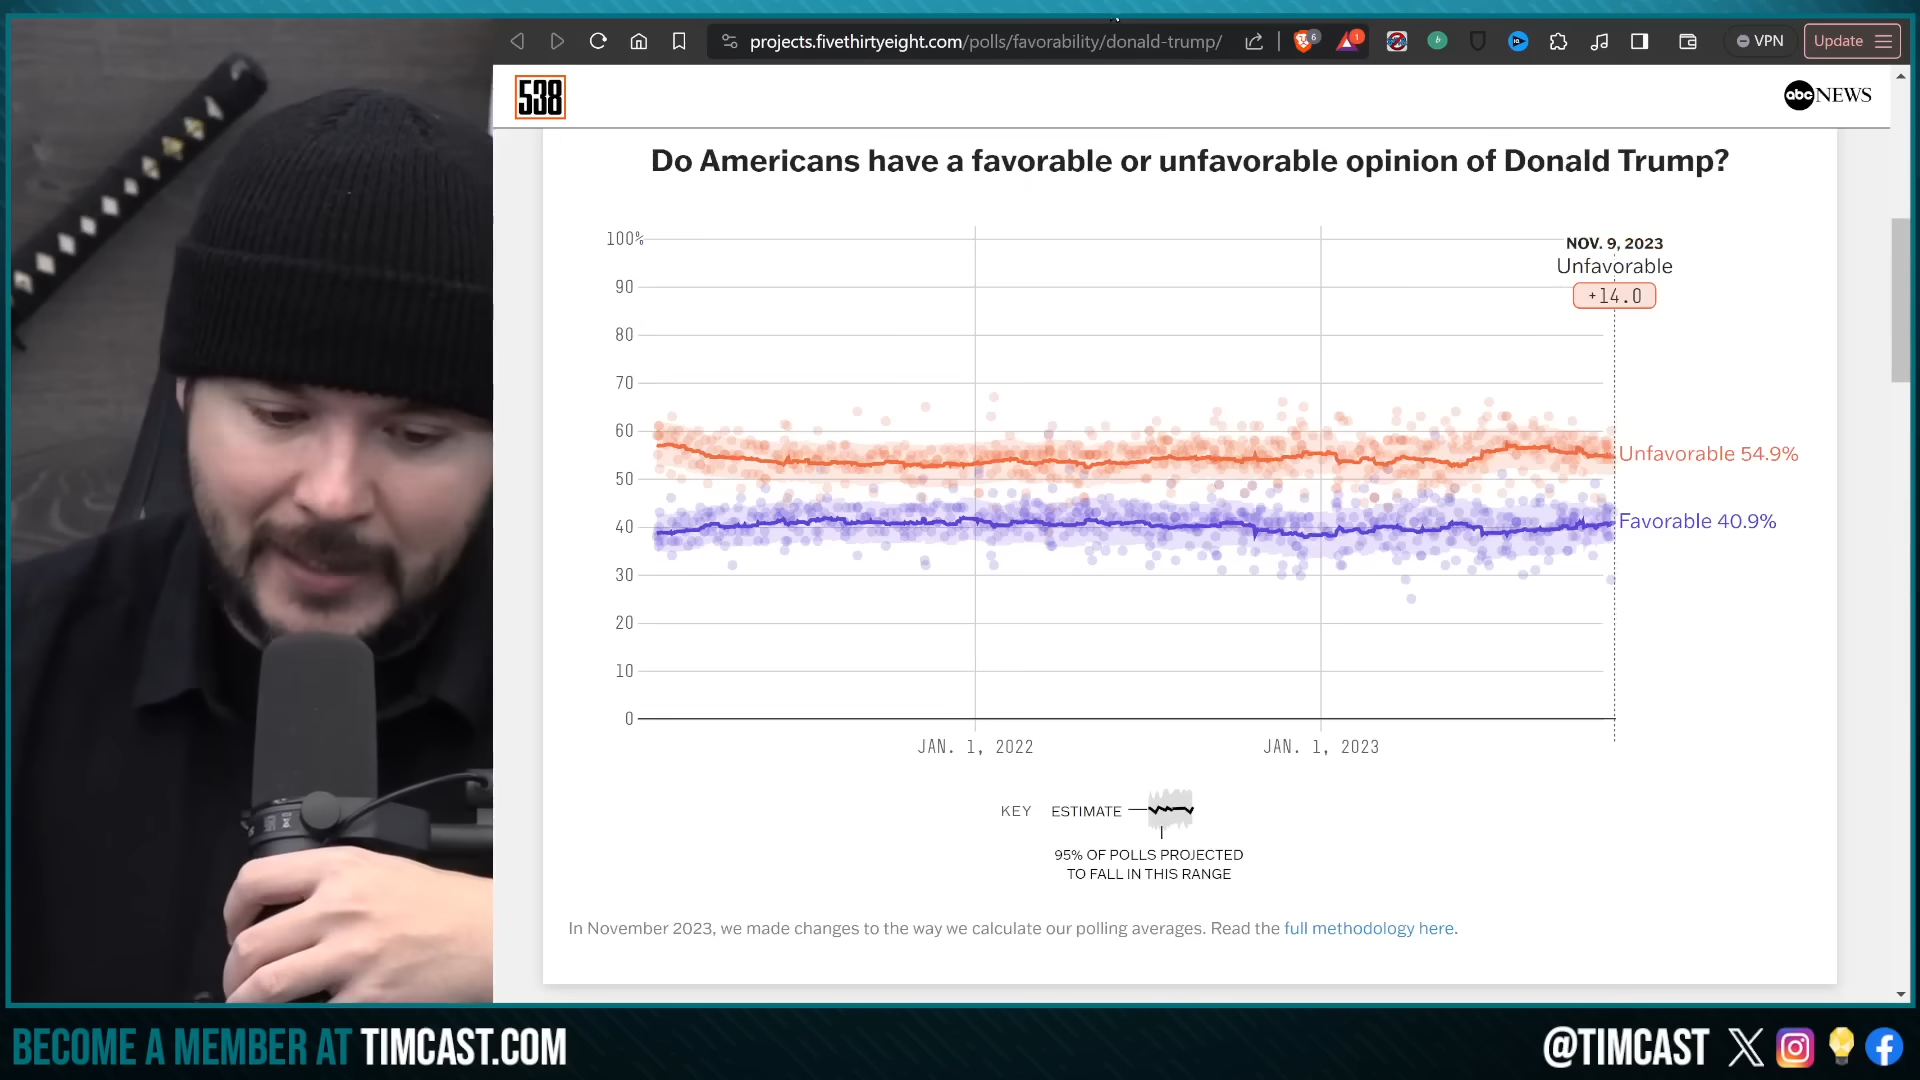 projects.fivethirtyeight.com/polls/favorability/donald-trump/
6
1
b
VPN
Update
538
abc NEWS
Do Americans have a favorable or unfavorable opinion of Donald Trump?
NOV. 9, 2023
Unfavorable
+14.0
100%
90
80
70
60
50
40
30
20
10
0
Unfavorable 54.9%
Favorable 40.9%
JAN. 1, 2022
JAN. 1, 2023
KEY
ESTIMATE
95% OF POLLS PROJECTED
TO FALL IN THIS RANGE
In November 2023, we made changes to the way we calculate our polling averages. Read the full methodology here.
BECOME A MEMBER AT TIMCAST.COM
@TIMCAST